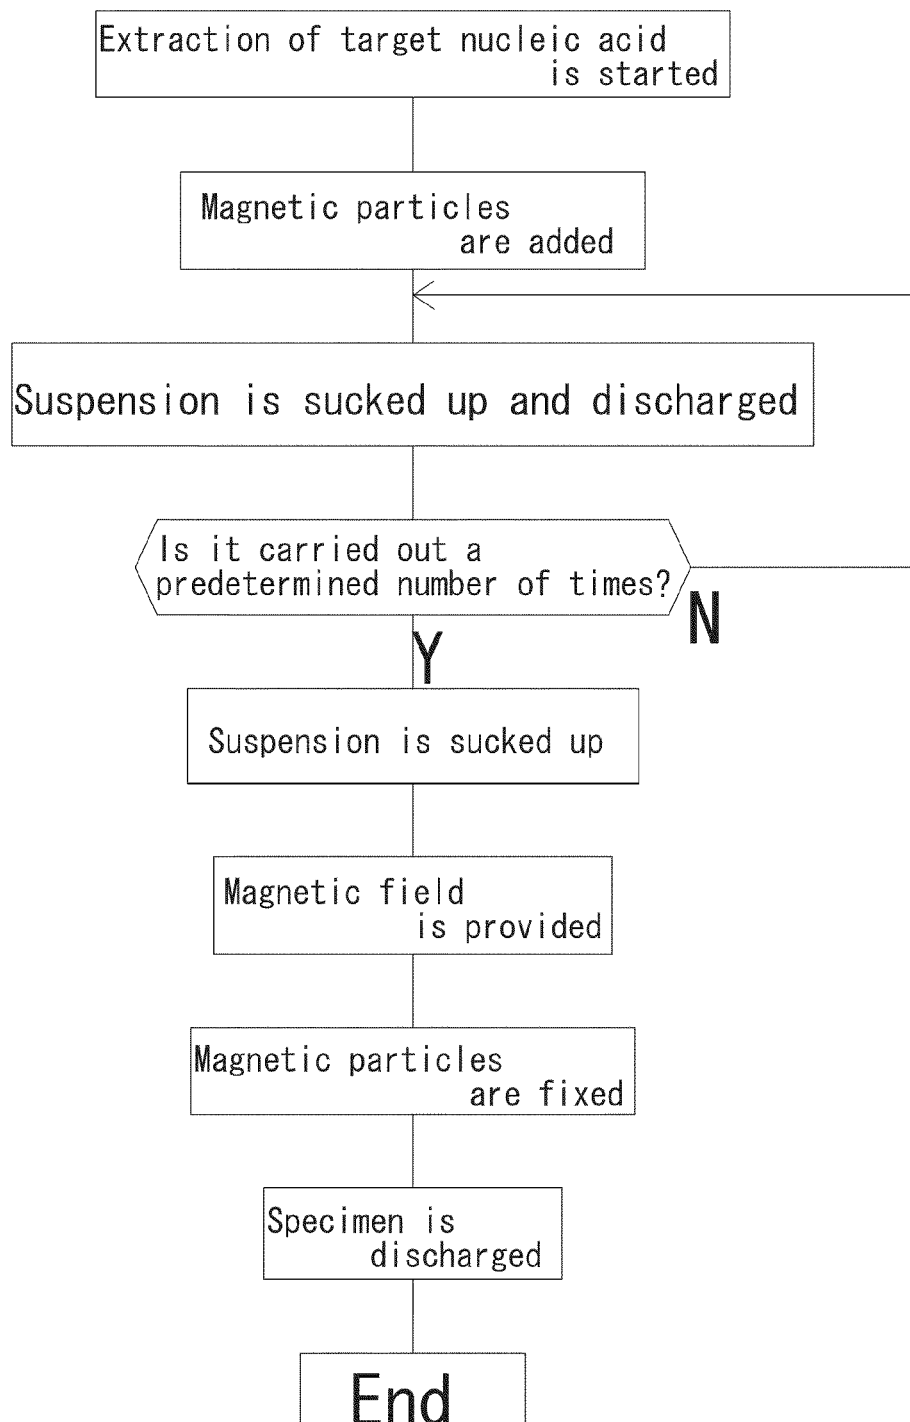 Extraction of target nucleic acid
is started
Magnetic particles
are added
Suspension is sucked up and discharged
Is it carried out a
predetermined number of times?
N
Y
Suspension is sucked up
Magnetic field
is provided
Magnetic particles
are fixed
Specimen is
discharged
End